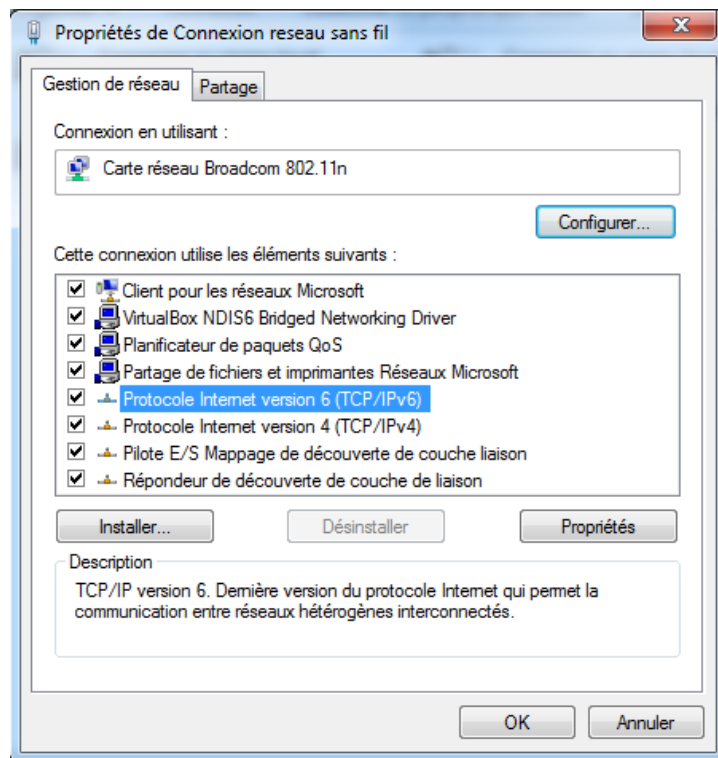 Propriétés de Connexion reseau sans fil
Gestion de réseau Partage
Connexion en utilisant :
Carte réseau Broadcom 802.11n
Configurer...
Cette connexion utilise les éléments suivants :
Client pour les réseaux Microsoft
VirtualBox NDIS6 Bridged Networking Driver
Planificateur de paquets QoS
Partage de fichiers et imprimantes Réseaux Microsoft
Protocole Internet version 6 (TCP/IPv6)
Protocole Internet version 4 (TCP/IPv4)
Pilote E/S Mappage de découverte de couche liaison
Répondeur de découverte de couche de liaison
Installer... Désinstaller Propriétés
Description
TCP/IP version 6. Dernière version du protocole Internet qui permet la
communication entre réseaux hétérogènes interconnectés.
OK Annuler